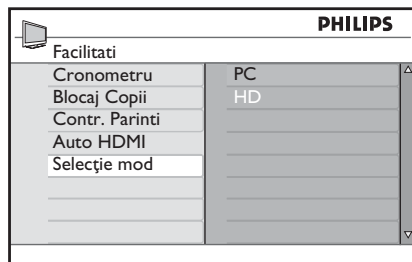 PHILIPS
Facilitati
Cronometru
Blocaj Copii
Contr. Parinti
Auto HDMI
Selecţie mod
PC
HD